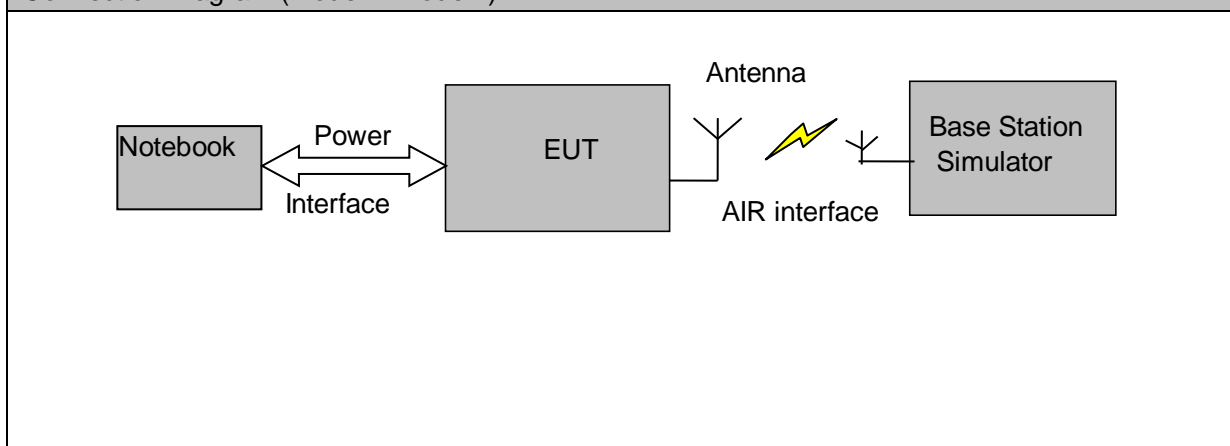 Antenna
Notebook
Power
Interface
EUT
AIR interface
Base Station
Simulator